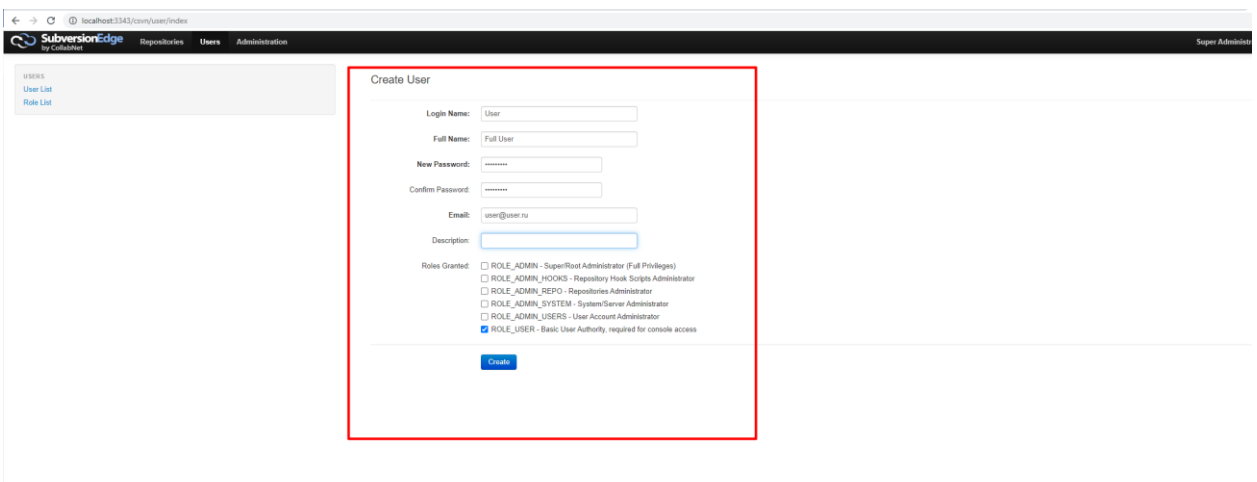 localhost:3343/csvn/user/index
SubversionEdge
by CollabNet
Repositories Users Administration
Super Administr
USERS
User List
Role List
Create User
Login Name: User
Full Name: Full User
New Password: •••••••••
Confirm Password: •••••••••
Email: user@user.ru
Description:
Roles Granted: ROLE_ADMIN - Super/Root Administrator (Full Privileges)
ROLE_ADMIN_HOOKS - Repository Hook Scripts Administrator
ROLE_ADMIN_REPO - Repositories Administrator
ROLE_ADMIN_SYSTEM - System/Server Administrator
ROLE_ADMIN_USERS - User Account Administrator
ROLE_USER - Basic User Authority, required for console access
Create